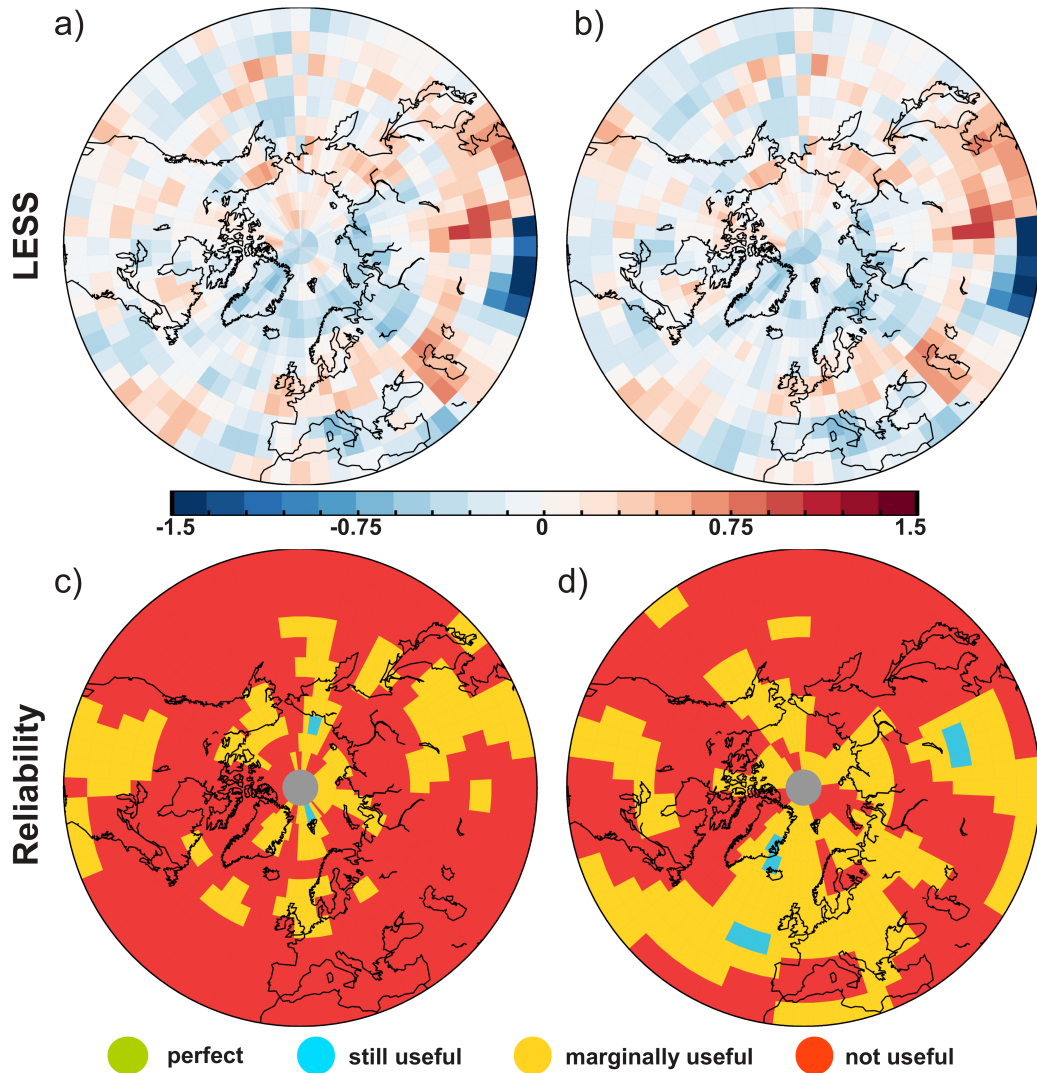 a)
b)
LESS
-1.5 -0.75 0 0.75 1.5
c)
d)
Reliability
perfect still useful marginally useful not useful